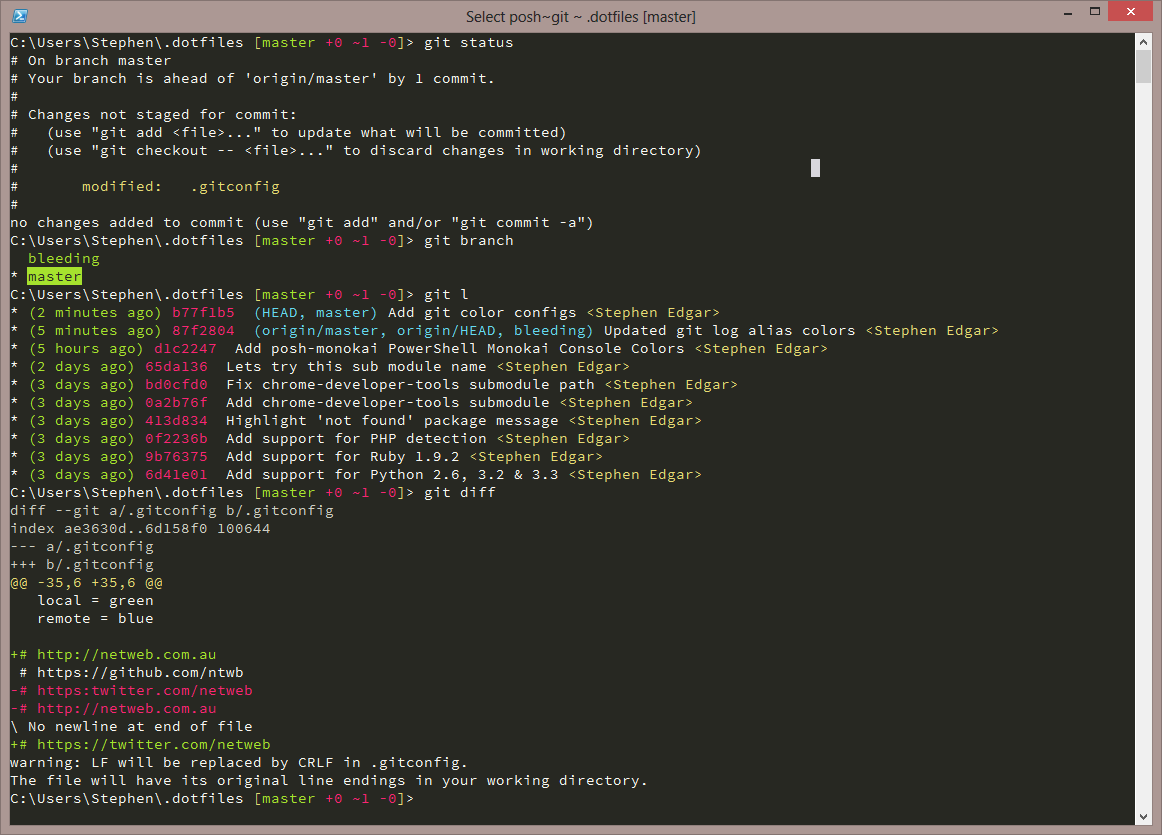 Select posh~git ~ .dotfiles [master]
C:\Users\Stephen\.dotfiles [master +0 ~1 -0]> git status
# On branch master
# Your branch is ahead of 'origin/master' by 1 commit.
#
# Changes not staged for commit:
#   (use "git add <file>..." to update what will be committed)
#   (use "git checkout -- <file>..." to discard changes in working directory)
#
#       modified:   .gitconfig
#
no changes added to commit (use "git add" and/or "git commit -a")
C:\Users\Stephen\.dotfiles [master +0 ~1 -0]> git branch
  bleeding
* master
C:\Users\Stephen\.dotfiles [master +0 ~1 -0]> git l
* (2 minutes ago) b77f1b5  (HEAD, master) Add git color configs <Stephen Edgar>
* (5 minutes ago) 87f2804  (origin/master, origin/HEAD, bleeding) Updated git log alias colors <Stephen Edgar>
* (5 hours ago) d1c2247  Add posh-monokai PowerShell Monokai Console Colors <Stephen Edgar>
* (2 days ago) 65da136  Lets try this sub module name <Stephen Edgar>
* (3 days ago) bd0cfd0  Fix chrome-developer-tools submodule path <Stephen Edgar>
* (3 days ago) 0a2b76f  Add chrome-developer-tools submodule <Stephen Edgar>
* (3 days ago) 413d834  Highlight 'not found' package message <Stephen Edgar>
* (3 days ago) 0f2236b  Add support for PHP detection <Stephen Edgar>
* (3 days ago) 9b76375  Add support for Ruby 1.9.2 <Stephen Edgar>
* (3 days ago) 6d41e01  Add support for Python 2.6, 3.2 & 3.3 <Stephen Edgar>
C:\Users\Stephen\.dotfiles [master +0 ~1 -0]> git diff
diff --git a/.gitconfig b/.gitconfig
index ae3630d..6d158f0 100644
--- a/.gitconfig
+++ b/.gitconfig
@@ -35,6 +35,6 @@
   local = green
   remote = blue

+# http://netweb.com.au
 # https://github.com/ntwb
-# https:twitter.com/netweb
-# http://netweb.com.au
\ No newline at end of file
+# https://twitter.com/netweb
warning: LF will be replaced by CRLF in .gitconfig.
The file will have its original line endings in your working directory.
C:\Users\Stephen\.dotfiles [master +0 ~1 -0]>